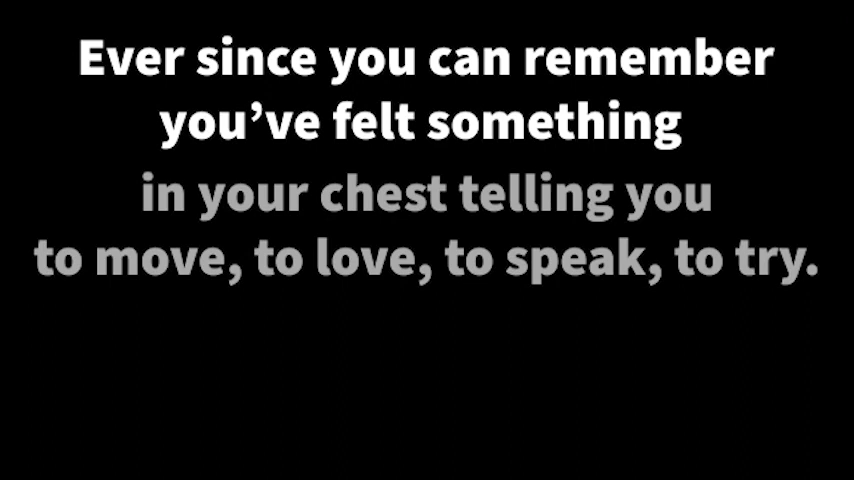 Ever since you can remember
you’ve felt something
in your chest telling you
to move, to love, to speak, to try.